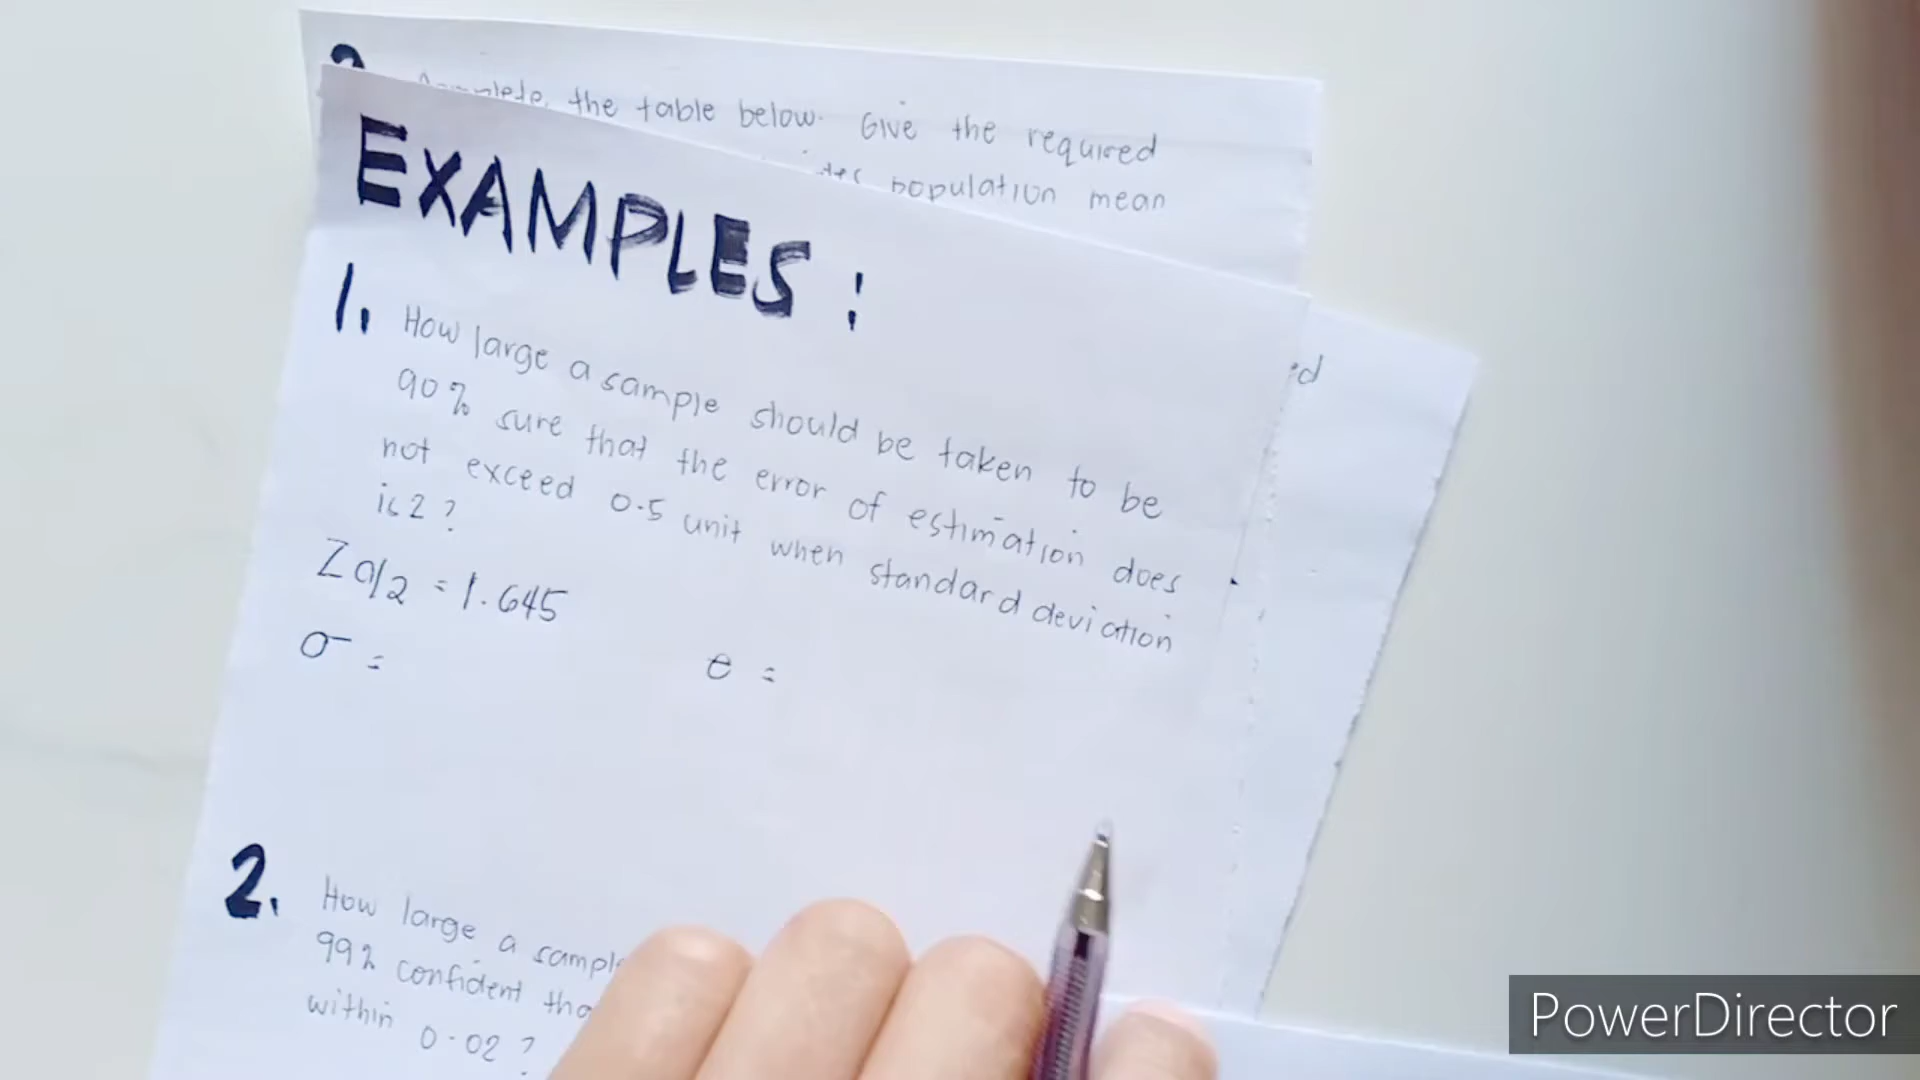 the table below. Give the required
population mean
EXAMPLES:
1. How large a sample should be taken to be
90% sure that the error of estimation does
not exceed 0.5 unit when standard deviation
is 2?
Zα/2 = 1.645
σ = e =
ed
2. How large a
99% confident
within 0.02?
PowerDirector